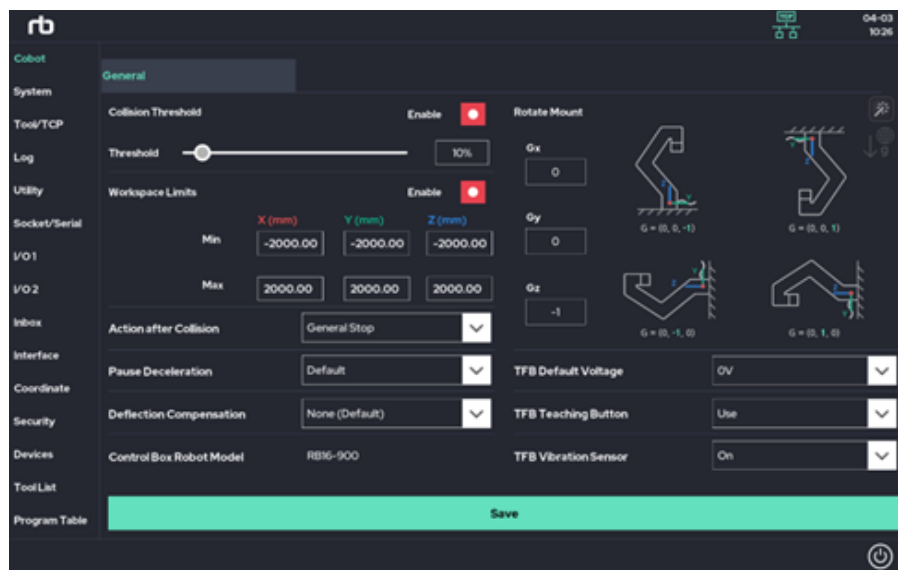 rb
TCP
04-03
10:26
Cobot
System
Tool/TCP
Log
Utility
Socket/Serial
I/O 1
I/O 2
Inbox
Interface
Coordinate
Security
Devices
Tool List
Program Table
General
Collision Threshold
Enable
Threshold
10%
Workspace Limits
Enable
X (mm) Y (mm) Z (mm)
Min -2000.00 -2000.00 -2000.00
Max 2000.00 2000.00 2000.00
Action after Collision General Stop
Pause Deceleration Default
Deflection Compensation None (Default)
Control Box Robot Model RB16-900
Rotate Mount
Gx
0
Gy
0
Gz
-1
Z Y
G = (0, 0, -1)
Y Z
G = (0, 0, 1)
g
Y Z
G = (0, -1, 0)
Z Y
G = (0, 1, 0)
TFB Default Voltage 0V
TFB Teaching Button Use
TFB Vibration Sensor On
Save